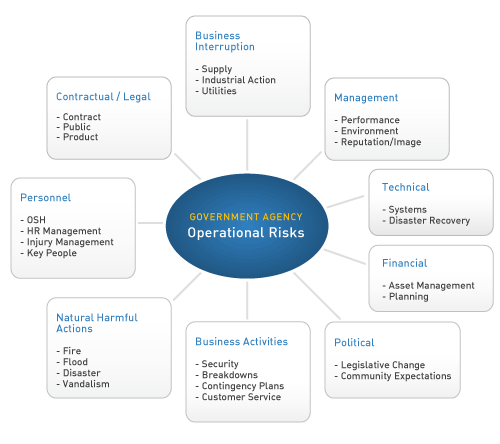 Business
Interruption
- Supply
- Industrial Action
- Utilities
Contractual / Legal
- Contract
- Public
- Product
Management
- Performance
- Environment
- Reputation/Image
Personnel
- OSH
- HR Management
- Injury Management
- Key People
GOVERNMENT AGENCY
Operational Risks
Technical
- Systems
- Disaster Recovery
Financial
- Asset Management
- Planning
Natural Harmful
Actions
- Fire
- Flood
- Disaster
- Vandalism
Business Activities
- Security
- Breakdowns
- Contingency Plans
- Customer Service
Political
- Legislative Change
- Community Expectations